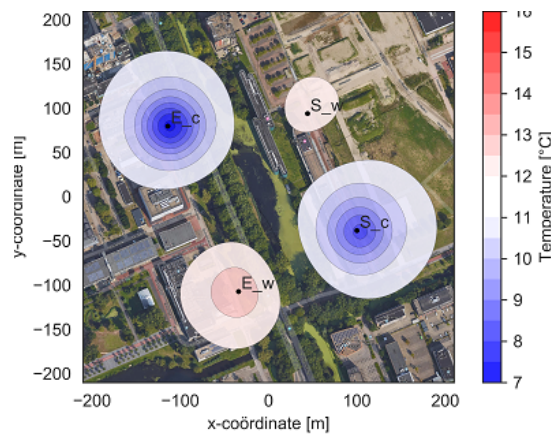 200
150
100
50
0
−50
−100
−150
−200
y-coordinate [m]
E_c
S_w
S_c
E_w
−200 −100 0 100 200
x-coördinate [m]
16
15
14
13
12
11
10
9
8
7
Temperature [°C]